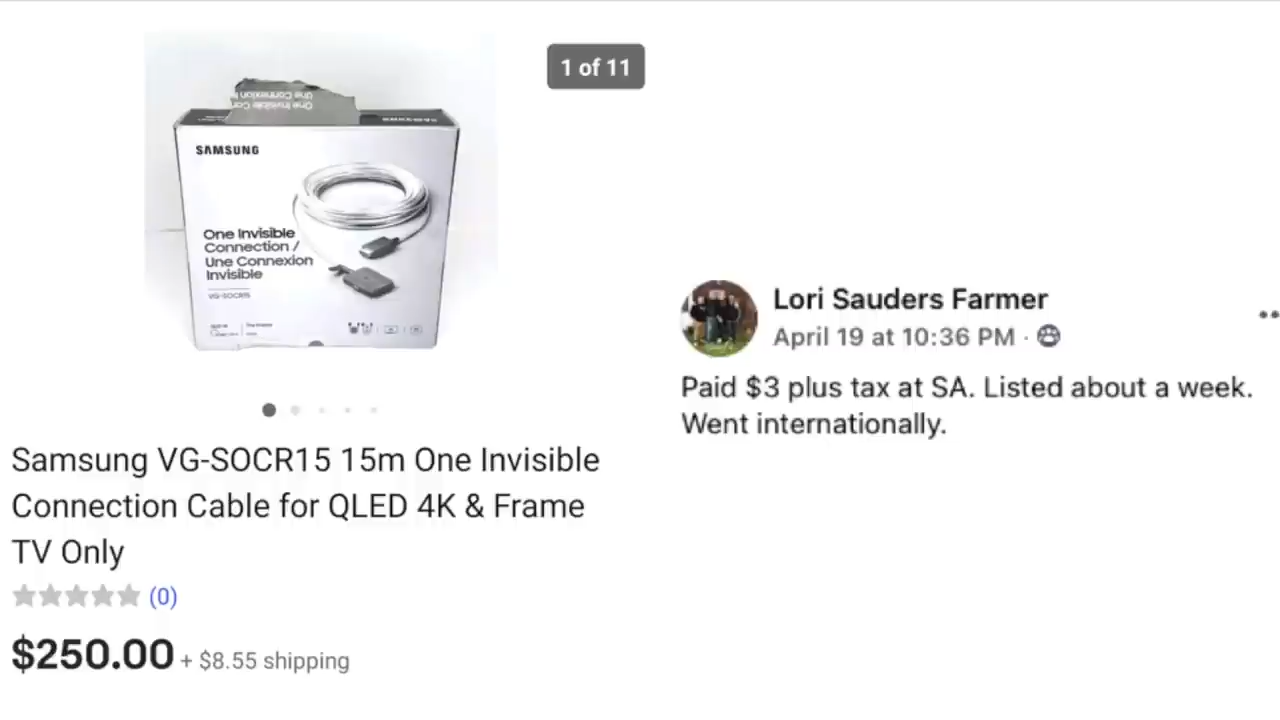 1 of 11
SAMSUNG
One Invisible
Connection /
Une Connexion
Invisible
VG-SOCR15
Samsung VG-SOCR15 15m One Invisible
Connection Cable for QLED 4K & Frame
TV Only
(0)
$250.00 + $8.55 shipping
Lori Sauders Farmer
April 19 at 10:36 PM ·
Paid $3 plus tax at SA. Listed about a week.
Went internationally.